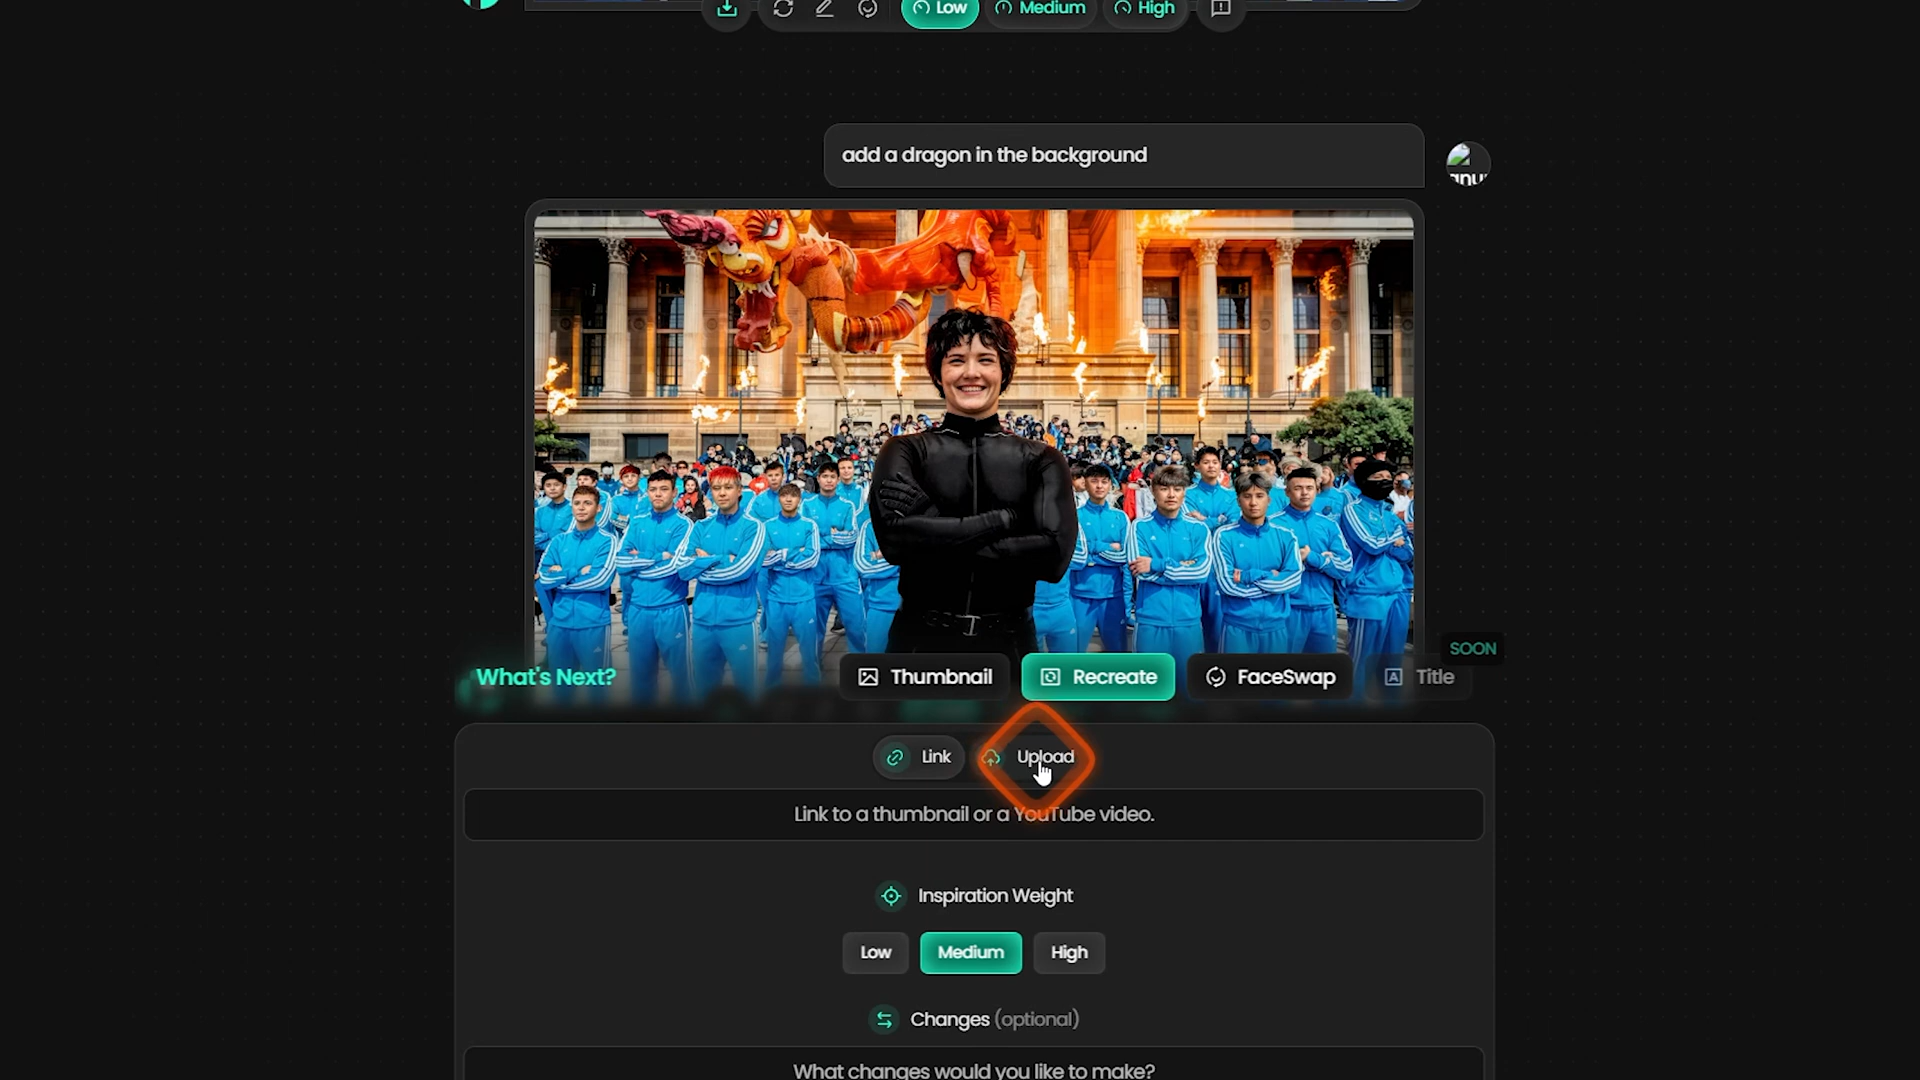 Low Medium High
add a dragon in the background
What's Next?
Thumbnail
Recreate
FaceSwap
Title
SOON
Link
Upload
Link to a thumbnail or a YouTube video.
Inspiration Weight
Low
Medium
High
Changes (optional)
What changes would you like to make?